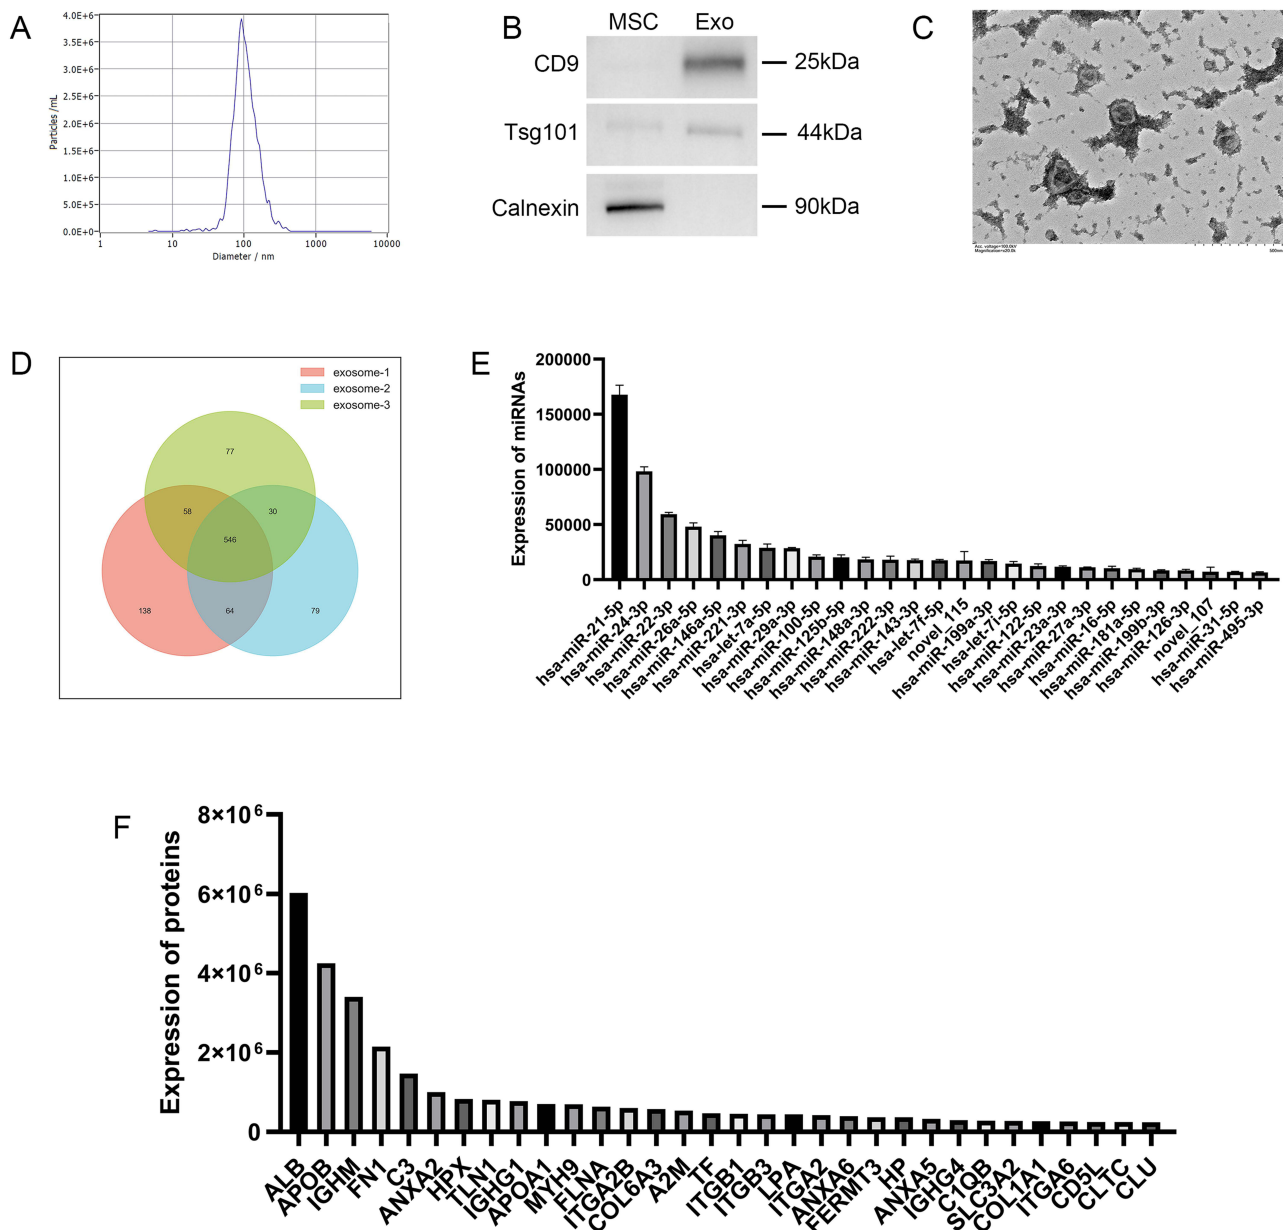 A
4.0E+6
3.5E+6
3.0E+6
2.5E+6
2.0E+6
1.5E+6
1.0E+6
5.0E+5
0.0E+0
Particles /mL
1
10
100
1000
10000
Diameter / nm
B
MSC
Exo
CD9
25kDa
Tsg101
44kDa
Calnexin
90kDa
C
Acc. voltage=100.0kV
Magnification=x20.0k
500nm
D
exosome-1
exosome-2
exosome-3
77
58
30
546
138
64
79
E
Expression of miRNAs
200000
150000
100000
50000
0
hsa-miR-21-5p
hsa-miR-24-3p
hsa-miR-22-3p
hsa-miR-26a-5p
hsa-miR-146a-5p
hsa-miR-221-3p
hsa-let-7a-5p
hsa-miR-29a-3p
hsa-miR-100-5p
hsa-miR-125b-5p
hsa-miR-148a-3p
hsa-miR-222-3p
hsa-miR-143-3p
hsa-let-7f-5p
novel_115
hsa-miR-199a-3p
hsa-let-7i-5p
hsa-miR-122-5p
hsa-miR-23a-3p
hsa-miR-27a-3p
hsa-miR-16-5p
hsa-miR-181a-5p
hsa-miR-199b-3p
hsa-miR-126-3p
novel_107
hsa-miR-31-5p
hsa-miR-495-3p
F
Expression of proteins
8×10⁶
6×10⁶
4×10⁶
2×10⁶
0
ALB
APOB
IGHM
FN1
C3
ANXA2
HPX
TLN1
IGHG1
APOA1
MYH9
FLNA
ITGA2B
COL6A3
A2M
TF
ITGB1
ITGB3
LPA
ITGA2
ANXA6
FERMT3
HP
ANXA5
IGHG4
C1QB
SLC3A2
COL1A1
ITGA6
CD5L
CLTC
CLU